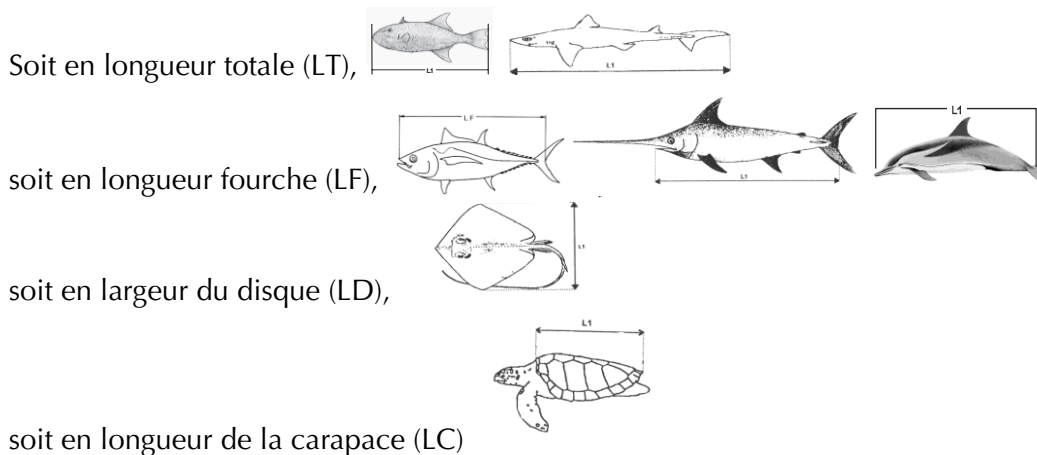 Soit en longueur totale (LT),
L1
L1
soit en longueur fourche (LF),
LF
L1
L1
soit en largeur du disque (LD),
L1
soit en longueur de la carapace (LC)
L1